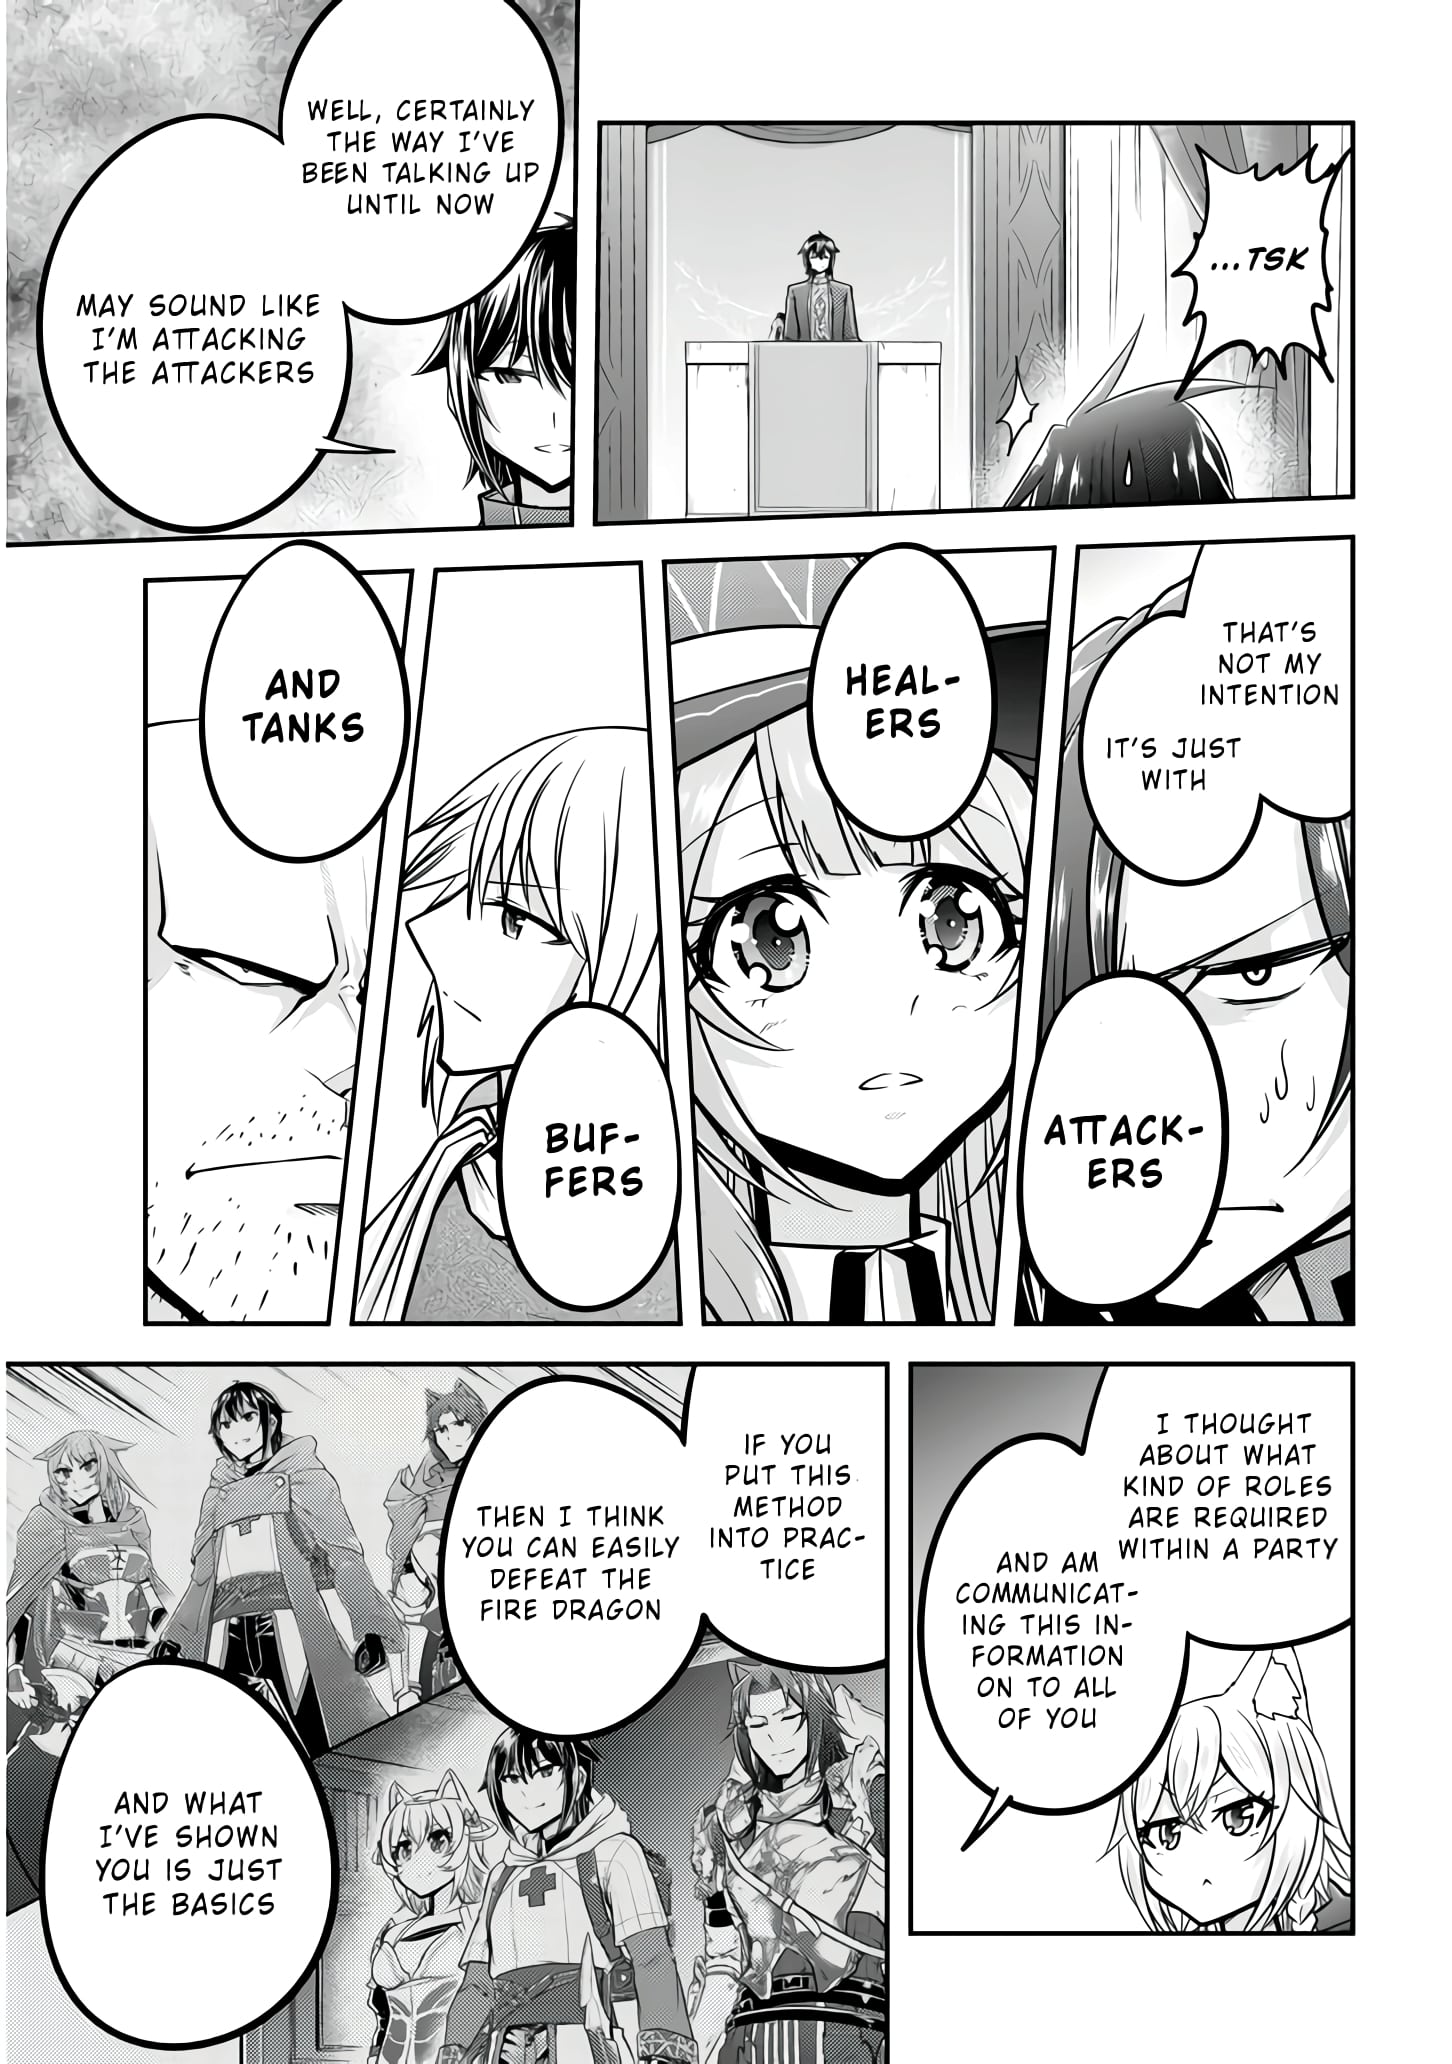 ...TSK
WELL, CERTAINLY
THE WAY I'VE
BEEN TALKING UP
UNTIL NOW
MAY SOUND LIKE
I'M ATTACKING
THE ATTACKERS
THAT'S
NOT MY
INTENTION
IT'S JUST
WITH
ATTACK-
ERS
HEAL-
ERS
BUF-
FERS
AND
TANKS
I THOUGHT
ABOUT WHAT
KIND OF ROLES
ARE REQUIRED
WITHIN A PARTY
AND AM
COMMUNICAT-
ING THIS IN-
FORMATION
ON TO ALL
OF YOU
IF YOU
PUT THIS
METHOD
INTO PRAC-
TICE
THEN I THINK
YOU CAN EASILY
DEFEAT THE
FIRE DRAGON
AND WHAT
I'VE SHOWN
YOU IS JUST
THE BASICS